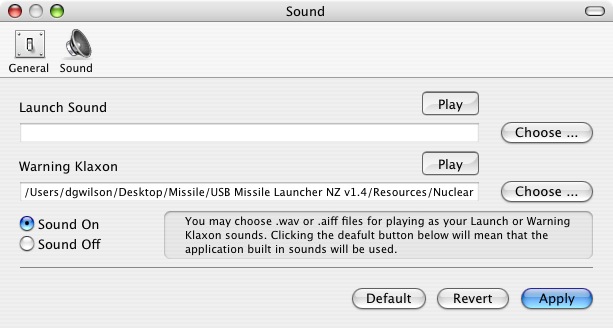 Sound
General Sound
Launch Sound
Play
Choose ...
Warning Klaxon
Play
/Users/dgwilson/Desktop/Missile/USB Missile Launcher NZ v1.4/Resources/Nuclear
Choose ...
Sound On
Sound Off
You may choose .wav or .aiff files for playing as your Launch or Warning
Klaxon sounds. Clicking the deafult button below will mean that the
application built in sounds will be used.
Default Revert Apply